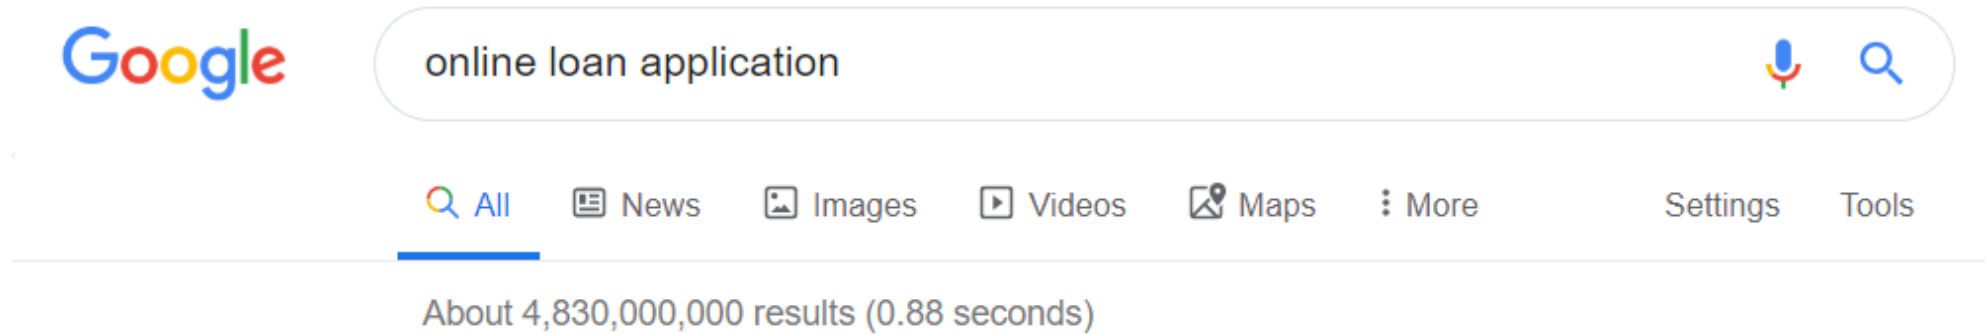 Google online loan application
All News Images Videos Maps More Settings Tools
About 4,830,000,000 results (0.88 seconds)